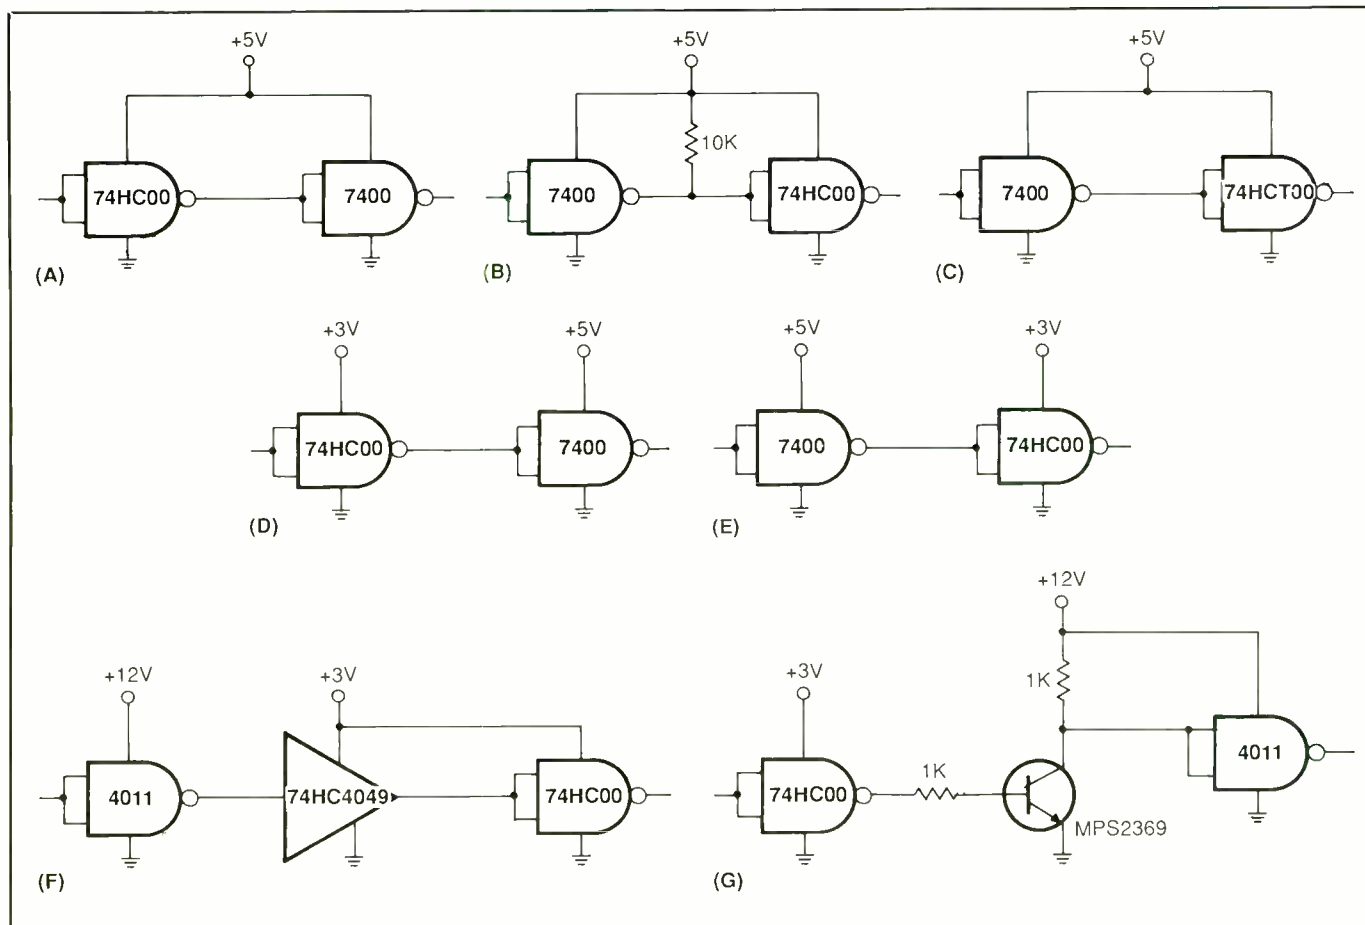 +5V
+5V
+5V
10K
74HC00
7400
7400
74HC00
7400
74HCT00
(A)
(B)
(C)
+3V
+5V
+5V
+3V
74HC00
7400
7400
74HC00
(D)
(E)
+12V
+12V
+3V
+3V
1K
4011
4011
74HC4049
74HC00
74HC00
1K
MPS2369
(F)
(G)